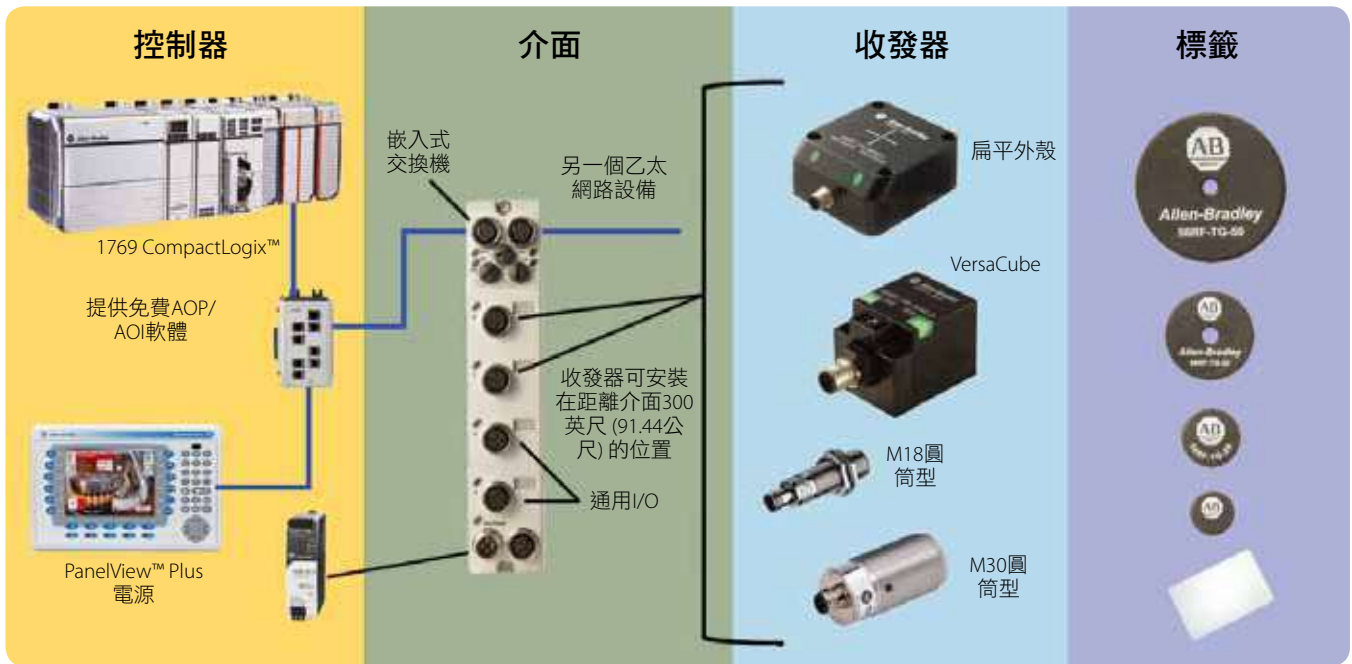 控制器
介面
收發器
標籤
1769 CompactLogix™
提供免費AOP/
AOI軟體
PanelView™ Plus
電源
嵌入式
交換機
另一個乙太
網路設備
收發器可安裝
在距離介面300
英尺 (91.44公
尺) 的位置
通用I/O
扁平外殼
VersaCube
M18圓
筒型
M30圓
筒型
AB
Allen-Bradley
AB
Allen-Bradley
AB
AB